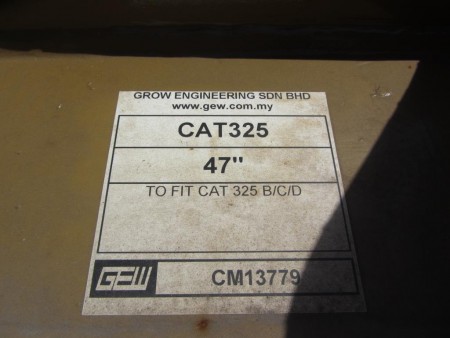 GROW ENGINEERING SDN BHD
www.gew.com.my
CAT325
47"
TO FIT CAT 325 B/C/D
GEW CM13779